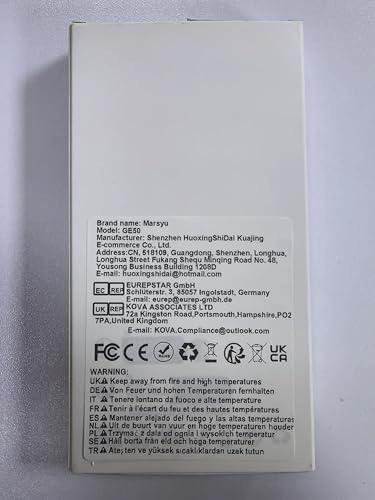 Brand name: Marsyu
Model: GE50
Manufacturer: Shenzhen HuoxingShiDai Kuajing
E-commerce Co., Ltd.
Address:CN, 518109, Guangdong, Shenzhen, Longhua,
Longhua Street Fukang Shequ Minqing Road No. 48,
Yousong Business Building 1208D
E-mail: huoxingshidai@hotmail.com
EC REP EUREPSTAR GmbH
Schlüterstr. 3, 85057 Ingolstadt, Germany
E-mail: eurep@eurep-gmbh.de
UK REP KOVA ASSOCIATES LTD
72a Kingston Road,Portsmouth,Hampshire,PO2
7PA,United Kingdom
E-mail: KOVA.Compliance@outlook.com
FC CE RoHS UK CA
UK Keep away from fire and high temperatures
DE Von Feuer und hohen Temperaturen fernhalten
IT Tenere lontano da fuoco e alte temperature
FR Tenir à l'écart du feu et des hautes températures
ES Mantener alejado del fuego y las altas temperaturas
NL Uit de buurt van vuur en hoge temperaturen houden
PL Trzymać z dala od ognia i wysokich temperatur
SE Håll borta från eld och höga temperaturer
TR Ateşten ve yüksek sıcaklıklardan uzak tutun